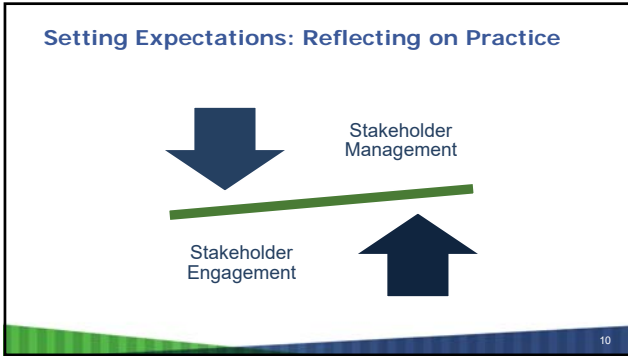 Setting Expectations: Reflecting on Practice
Stakeholder
Management
Stakeholder
Engagement
10